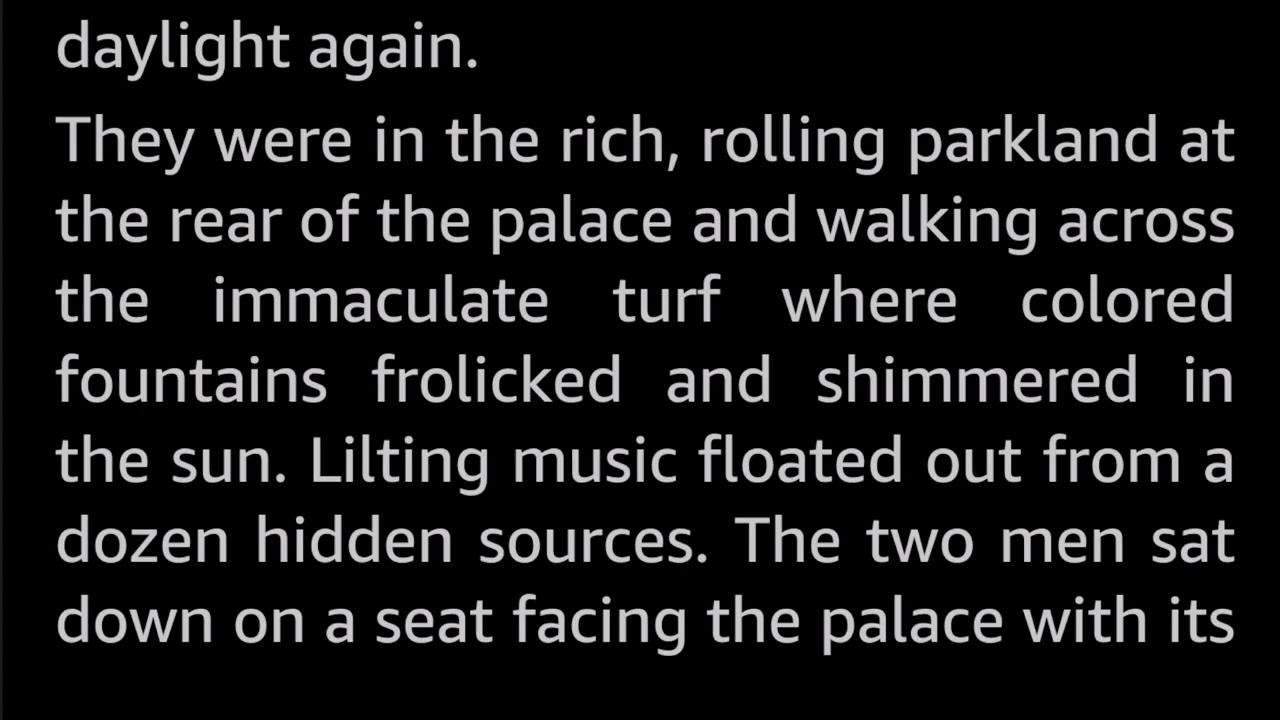 daylight again.
They were in the rich, rolling parkland at
the rear of the palace and walking across
the immaculate turf where colored
fountains frolicked and shimmered in
the sun. Lilting music floated out from a
dozen hidden sources. The two men sat
down on a seat facing the palace with its